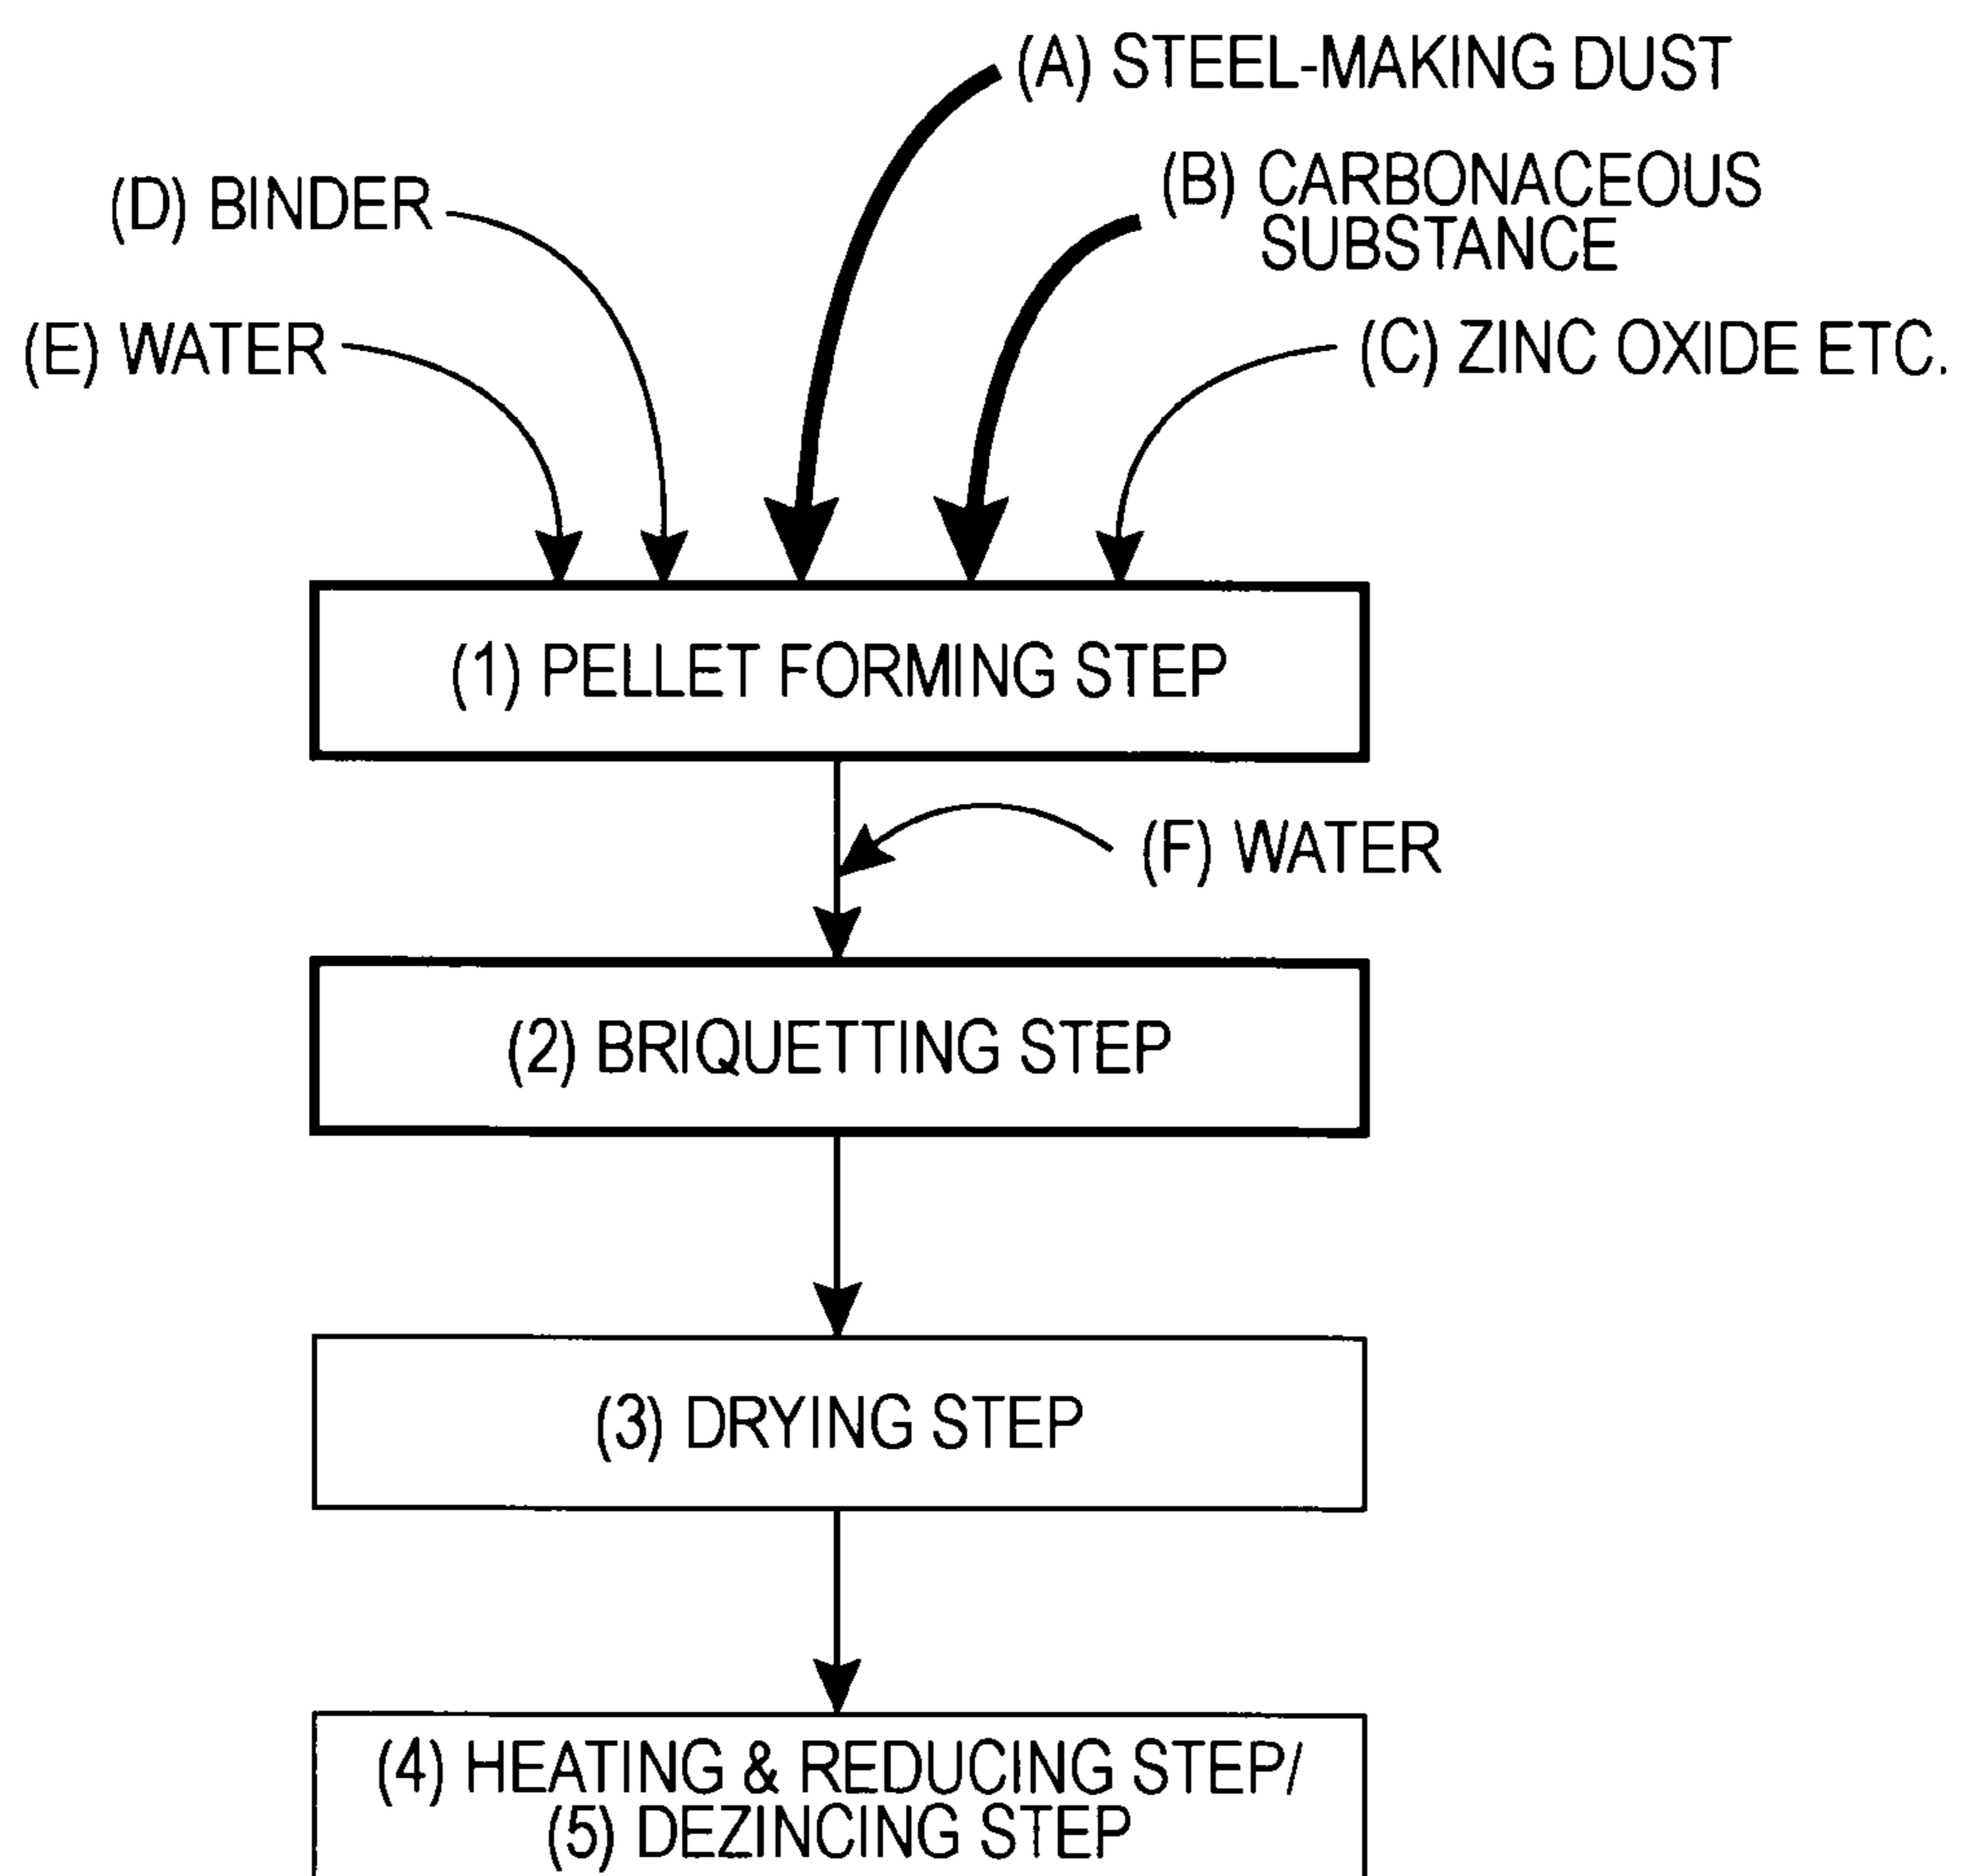 (A) STEEL-MAKING DUST
(B) CARBONACEOUS
SUBSTANCE
(D) BINDER
(E) WATER
(C) ZINC OXIDE ETC.
(1) PELLET FORMING STEP
(F) WATER
(2) BRIQUETTING STEP
(3) DRYING STEP
(4) HEATING & REDUCING STEP/
(5) DEZINCING STEP